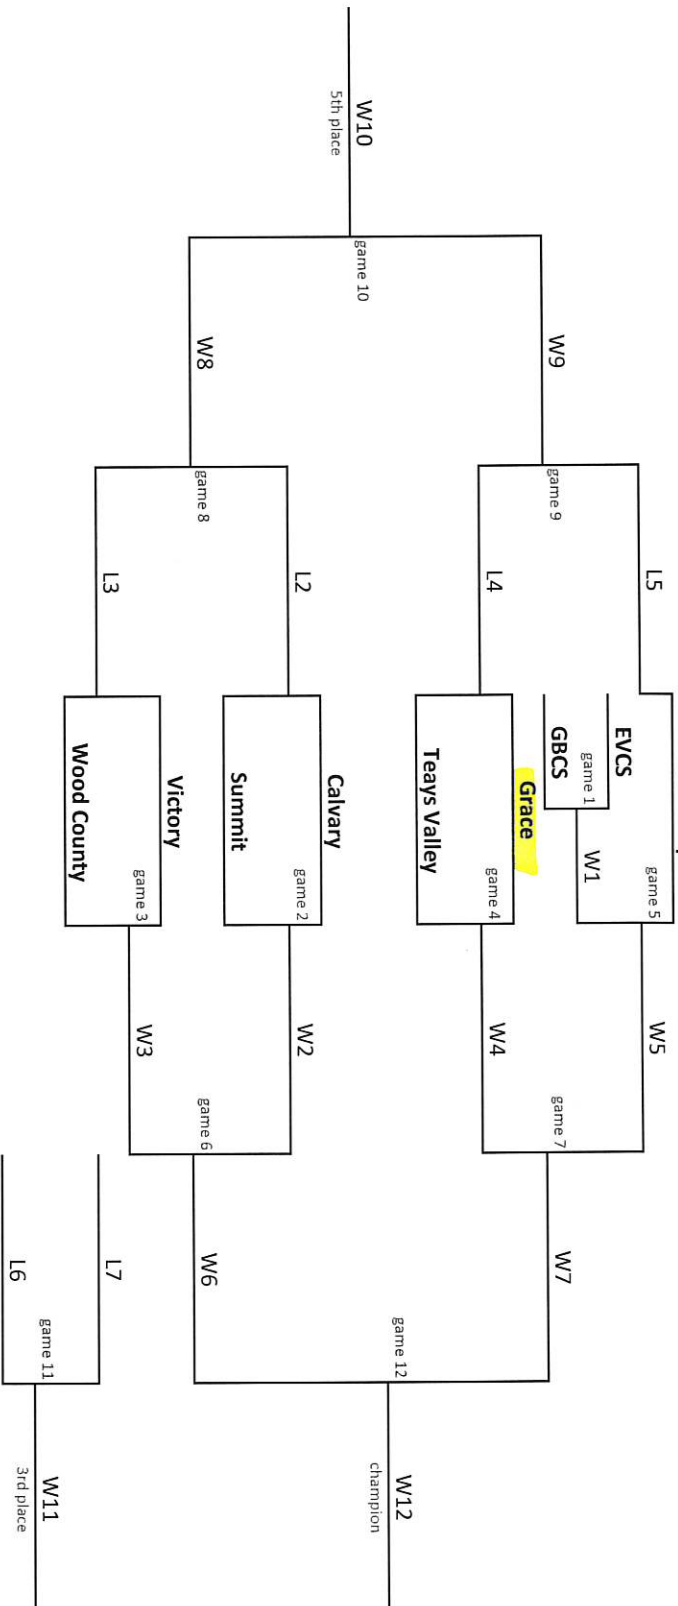 EVCS
game 1
GBCS
W1
game 5
L5
W5
Grace
game 4
Teays Valley
L4
W4
game 9
W9
game 7
W7
Calvary
game 2
Summit
L2
W2
Victory
game 3
Wood County
L3
W3
game 8
W8
game 6
W6
game 10
W10
5th place
game 12
W12
champion
L7
game 11
L6
W11
3rd place